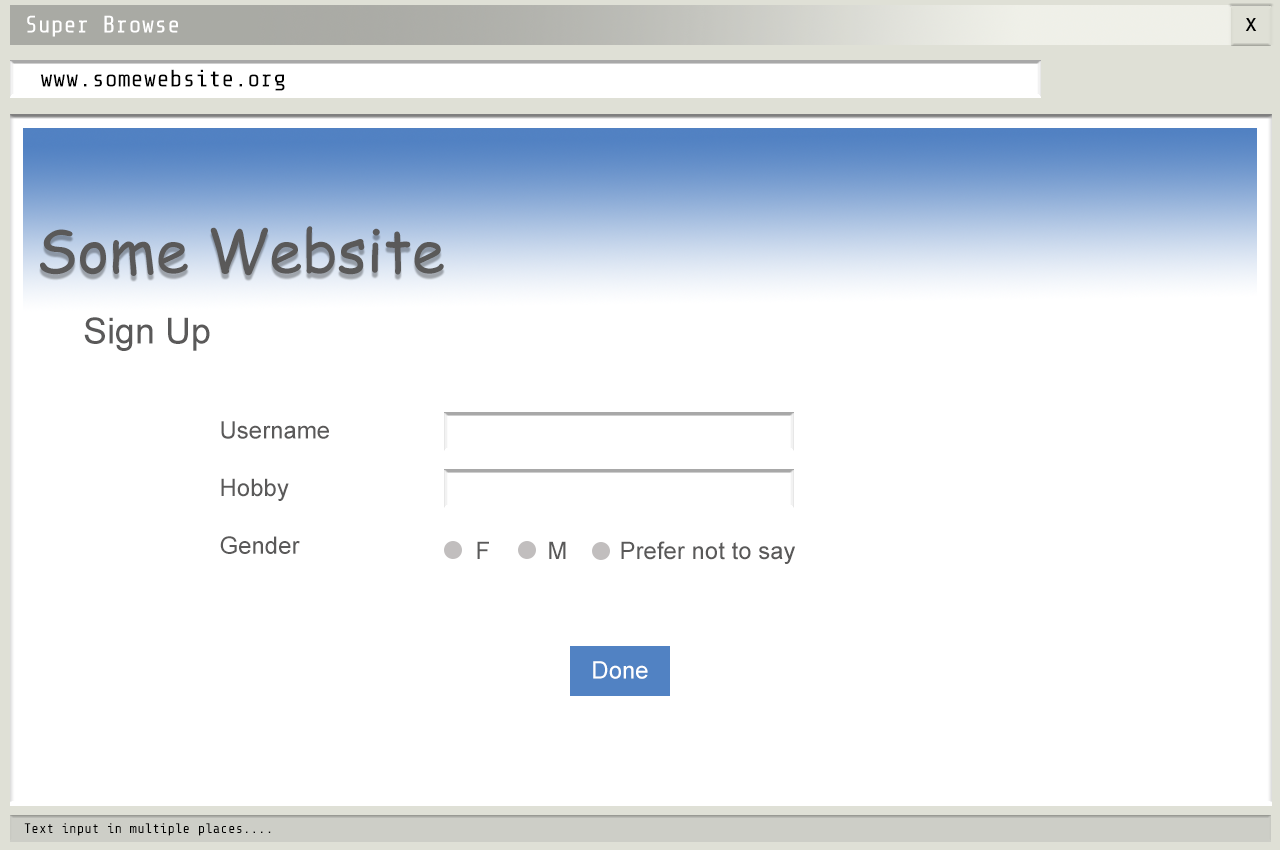 Super Browse
X
www.somewebsite.org
Some Website
Sign Up
Username
Hobby
Gender
F M Prefer not to say
Done
Text input in multiple places....